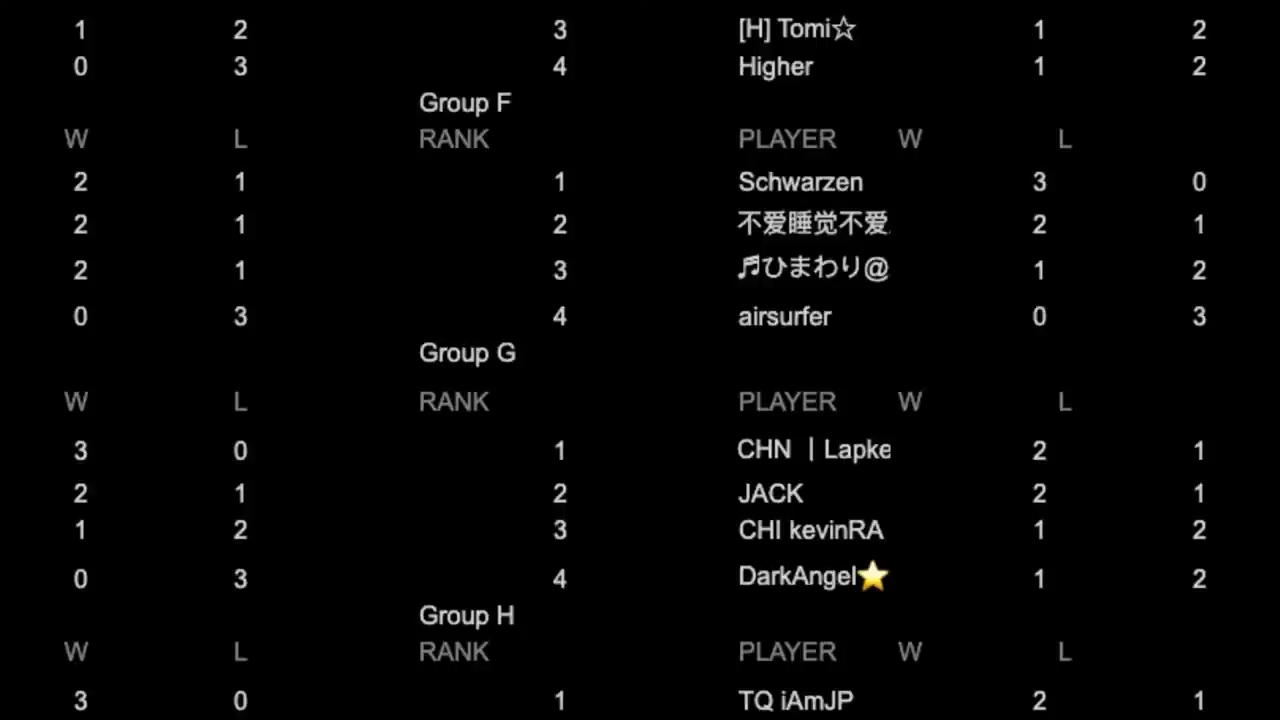 1 2 3 [H] Tomi☆ 1 2
0 3 4 Higher 1 2
Group F
W L RANK PLAYER W L
2 1 1 Schwarzen 3 0
2 1 2 不爱睡觉不爱 2 1
2 1 3 ♬ひまわり@ 1 2
0 3 4 airsurfer 0 3
Group G
W L RANK PLAYER W L
3 0 1 CHN ｜Lapke 2 1
2 1 2 JACK 2 1
1 2 3 CHI kevinRA 1 2
0 3 4 DarkAngel⭐ 1 2
Group H
W L RANK PLAYER W L
3 0 1 TQ iAmJP 2 1